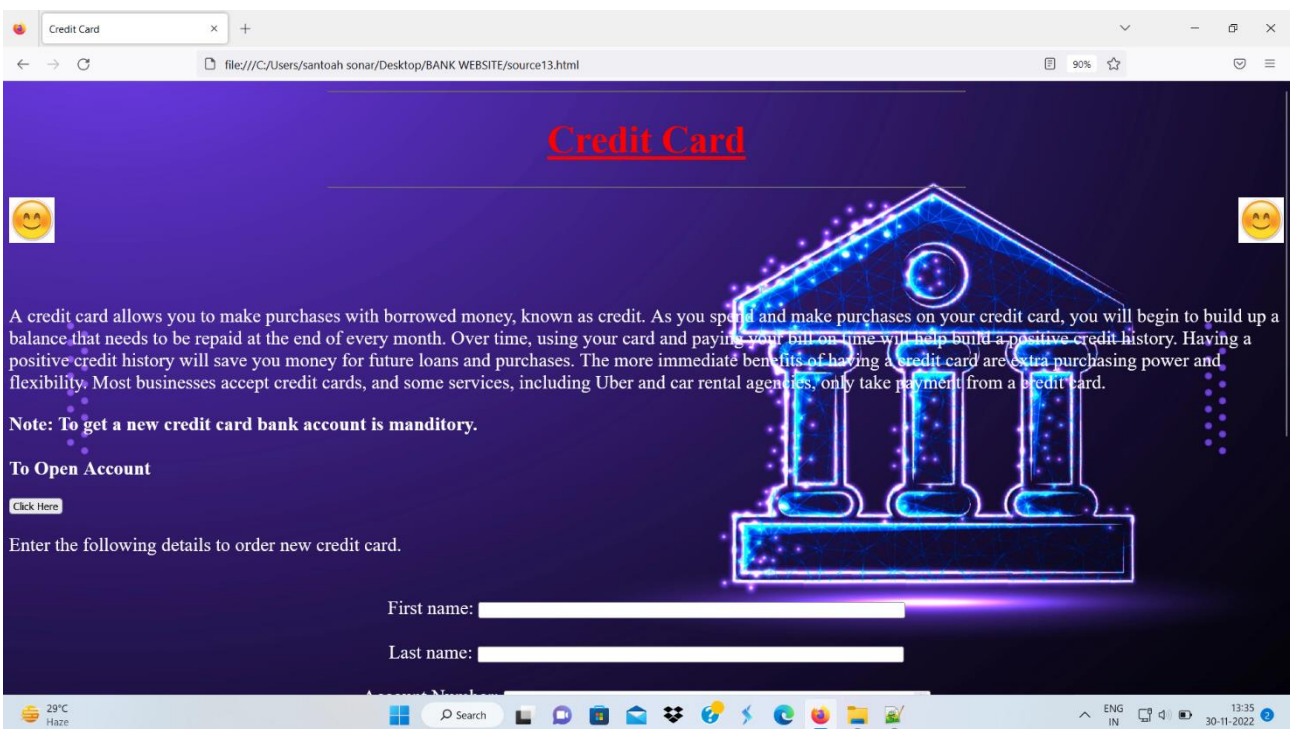 Credit Card
file:///C:/Users/santoah sonar/Desktop/BANK WEBSITE/source13.html
90%
Credit Card
A credit card allows you to make purchases with borrowed money, known as credit. As you spend and make purchases on your credit card, you will begin to build up a
balance that needs to be repaid at the end of every month. Over time, using your card and paying your bill on time will help build a positive credit history. Having a
positive credit history will save you money for future loans and purchases. The more immediate benefits of having a credit card are extra purchasing power and
flexibility. Most businesses accept credit cards, and some services, including Uber and car rental agencies, only take payment from a credit card.
Note: To get a new credit card bank account is manditory.
To Open Account
Click Here
Enter the following details to order new credit card.
First name:
Last name:
Account Number:
29°C
Haze
Search
ENG
IN
13:35
30-11-2022
2